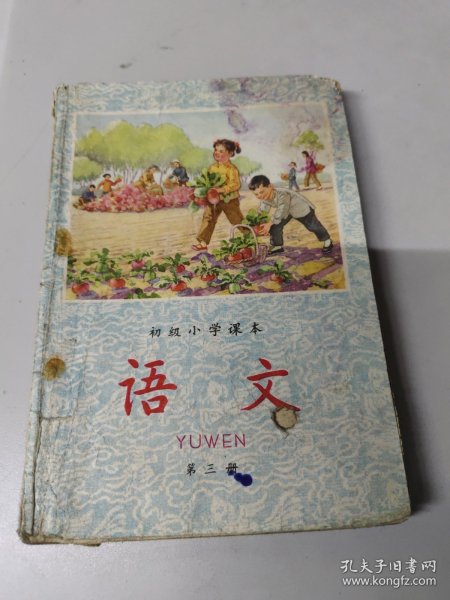 初级小学课本
语文
YUWEN
第三册
孔夫子旧书网
www.kongfz.com